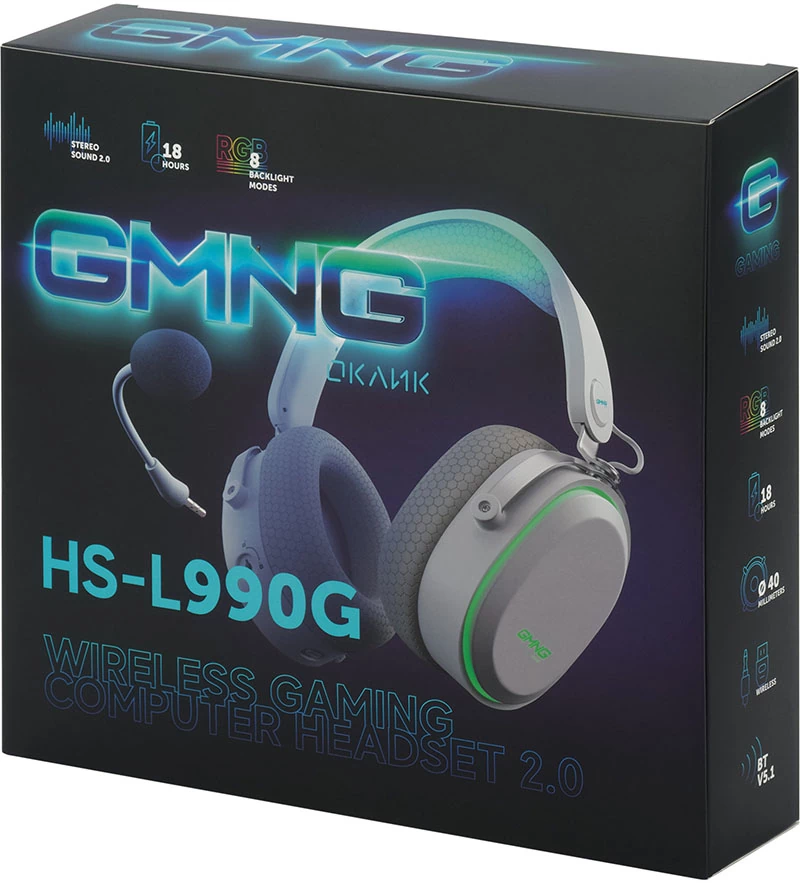 GMNG
STEREO
SOUND 2.0
18
HOURS
RGB
8
BACKLIGHT
MODES
GMNG
ОКЛИК
GMNG
GMNG
HS-L990G
WIRELESS GAMING
COMPUTER HEADSET 2.0
G
GAMING
STEREO
SOUND 2.0
RGB
8
BACKLIGHT
MODES
18
HOURS
Ø 40
MILLIMETERS
WIRELESS
BT
V5.1